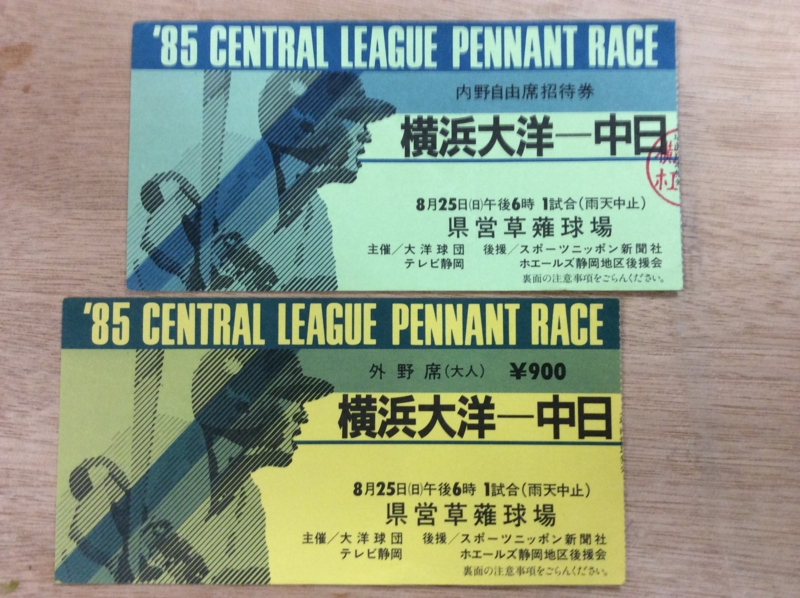 '85 CENTRAL LEAGUE PENNANT RACE
内野自由席招待券
横浜大洋―中日
8月25日(日)午後6時 1試合(雨天中止)
県営草薙球場
主催/大洋球団 後援/スポーツニッポン新聞社
テレビ静岡 ホエールズ静岡地区後援会
裏面の注意事項をごらんください。
'85 CENTRAL LEAGUE PENNANT RACE
外野席(大人) ¥900
横浜大洋―中日
8月25日(日)午後6時 1試合(雨天中止)
県営草薙球場
主催/大洋球団 後援/スポーツニッポン新聞社
テレビ静岡 ホエールズ静岡地区後援会
裏面の注意事項をごらんください。